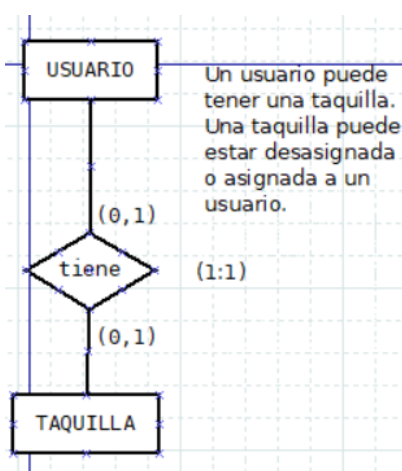 USUARIO
Un usuario puede
tener una taquilla.
Una taquilla puede
estar desasignada
o asignada a un
usuario.
(0,1)
tiene
(1:1)
(0,1)
TAQUILLA